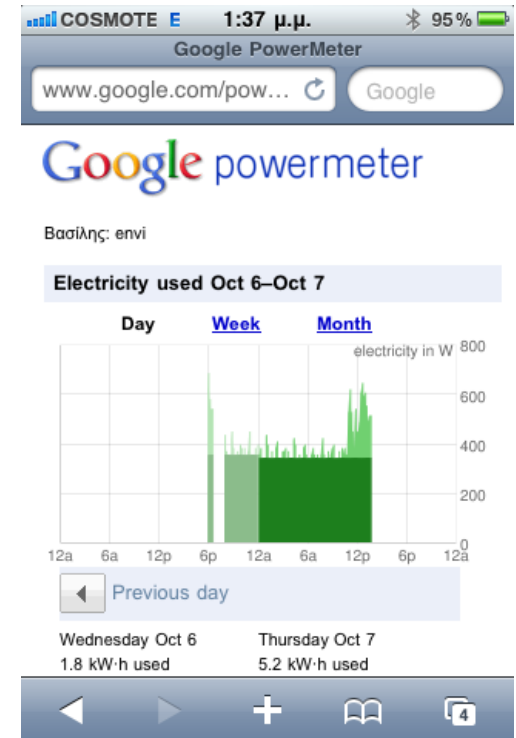 COSMOTE E 1:37 μ.μ. 95%
Google PowerMeter
www.google.com/pow... Google
Google powermeter
Βασίλης: envi
Electricity used Oct 6–Oct 7
Day Week Month
electricity in W 800
600
400
200
0
12a 6a 12p 6p 12a 6a 12p 6p 12a
Previous day
Wednesday Oct 6 Thursday Oct 7
1.8 kW·h used 5.2 kW·h used
4